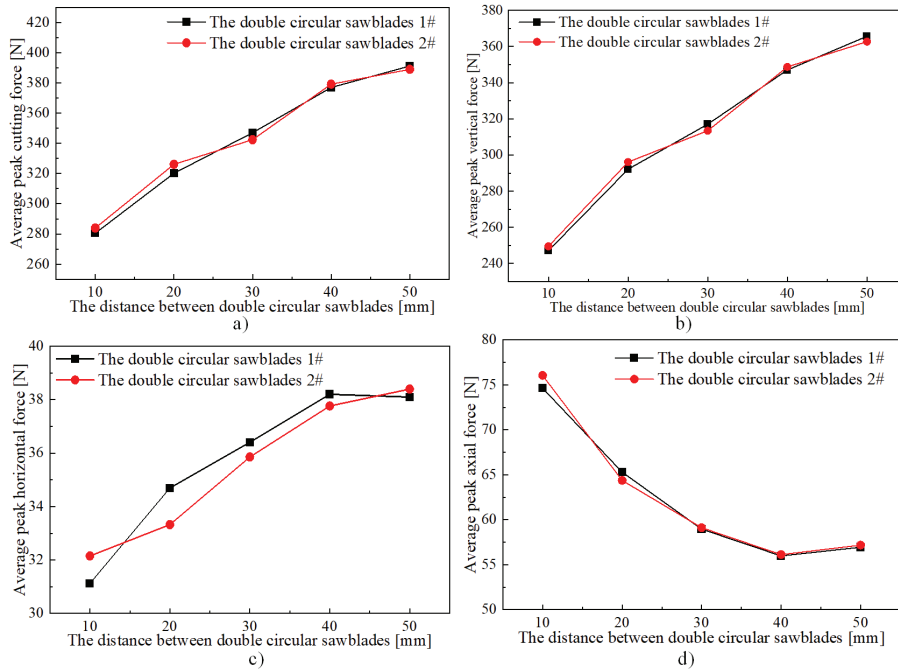 The double circular sawblades 1#
The double circular sawblades 2#
Average peak cutting force [N]
420
400
380
360
340
320
300
280
260
10 20 30 40 50
The distance between double circular sawblades [mm]
a)
The double circular sawblades 1#
The double circular sawblades 2#
Average peak vertical force [N]
380
360
340
320
300
280
260
240
10 20 30 40 50
The distance between double circular sawblades [mm]
b)
The double circular sawblades 1#
The double circular sawblades 2#
Average peak horizontal force [N]
40
38
36
34
32
30
10 20 30 40 50
The distance between double circular sawblades [mm]
c)
The double circular sawblades 1#
The double circular sawblades 2#
Average peak axial force [N]
80
75
70
65
60
55
50
10 20 30 40 50
The distance between double circular sawblades [mm]
d)